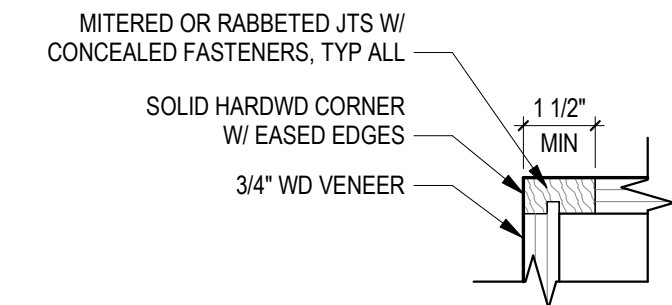 MITERED OR RABBETED JTS W/
CONCEALED FASTENERS, TYP ALL
SOLID HARDWD CORNER
W/ EASED EDGES
3/4" WD VENEER
1 1/2"
MIN